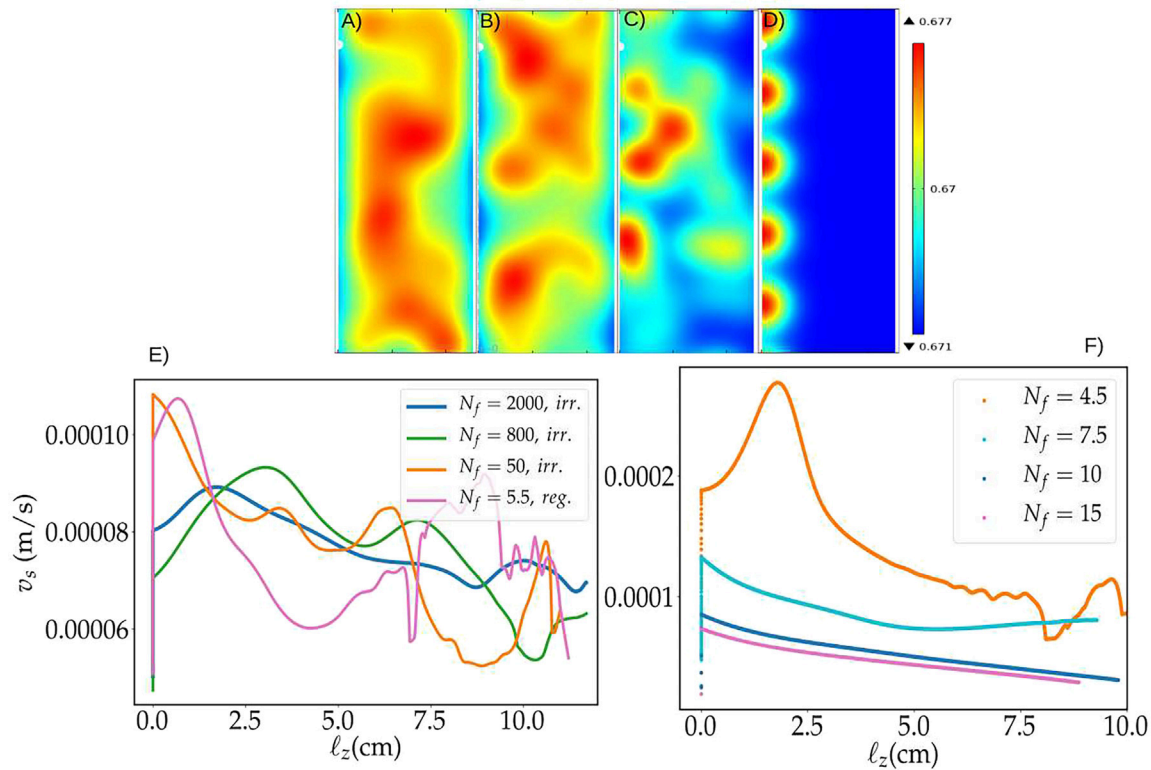 A) B) C) D)
0.677
0.67
0.671
E)
F)
N_f = 2000, irr.
N_f = 800, irr.
N_f = 50, irr.
N_f = 5.5, reg.
0.00010
0.00008
0.00006
v_s (m/s)
0.0 2.5 5.0 7.5 10.0
ℓ_z(cm)
N_f = 4.5
N_f = 7.5
N_f = 10
N_f = 15
0.0002
0.0001
0.0 2.5 5.0 7.5 10.0
ℓ_z(cm)